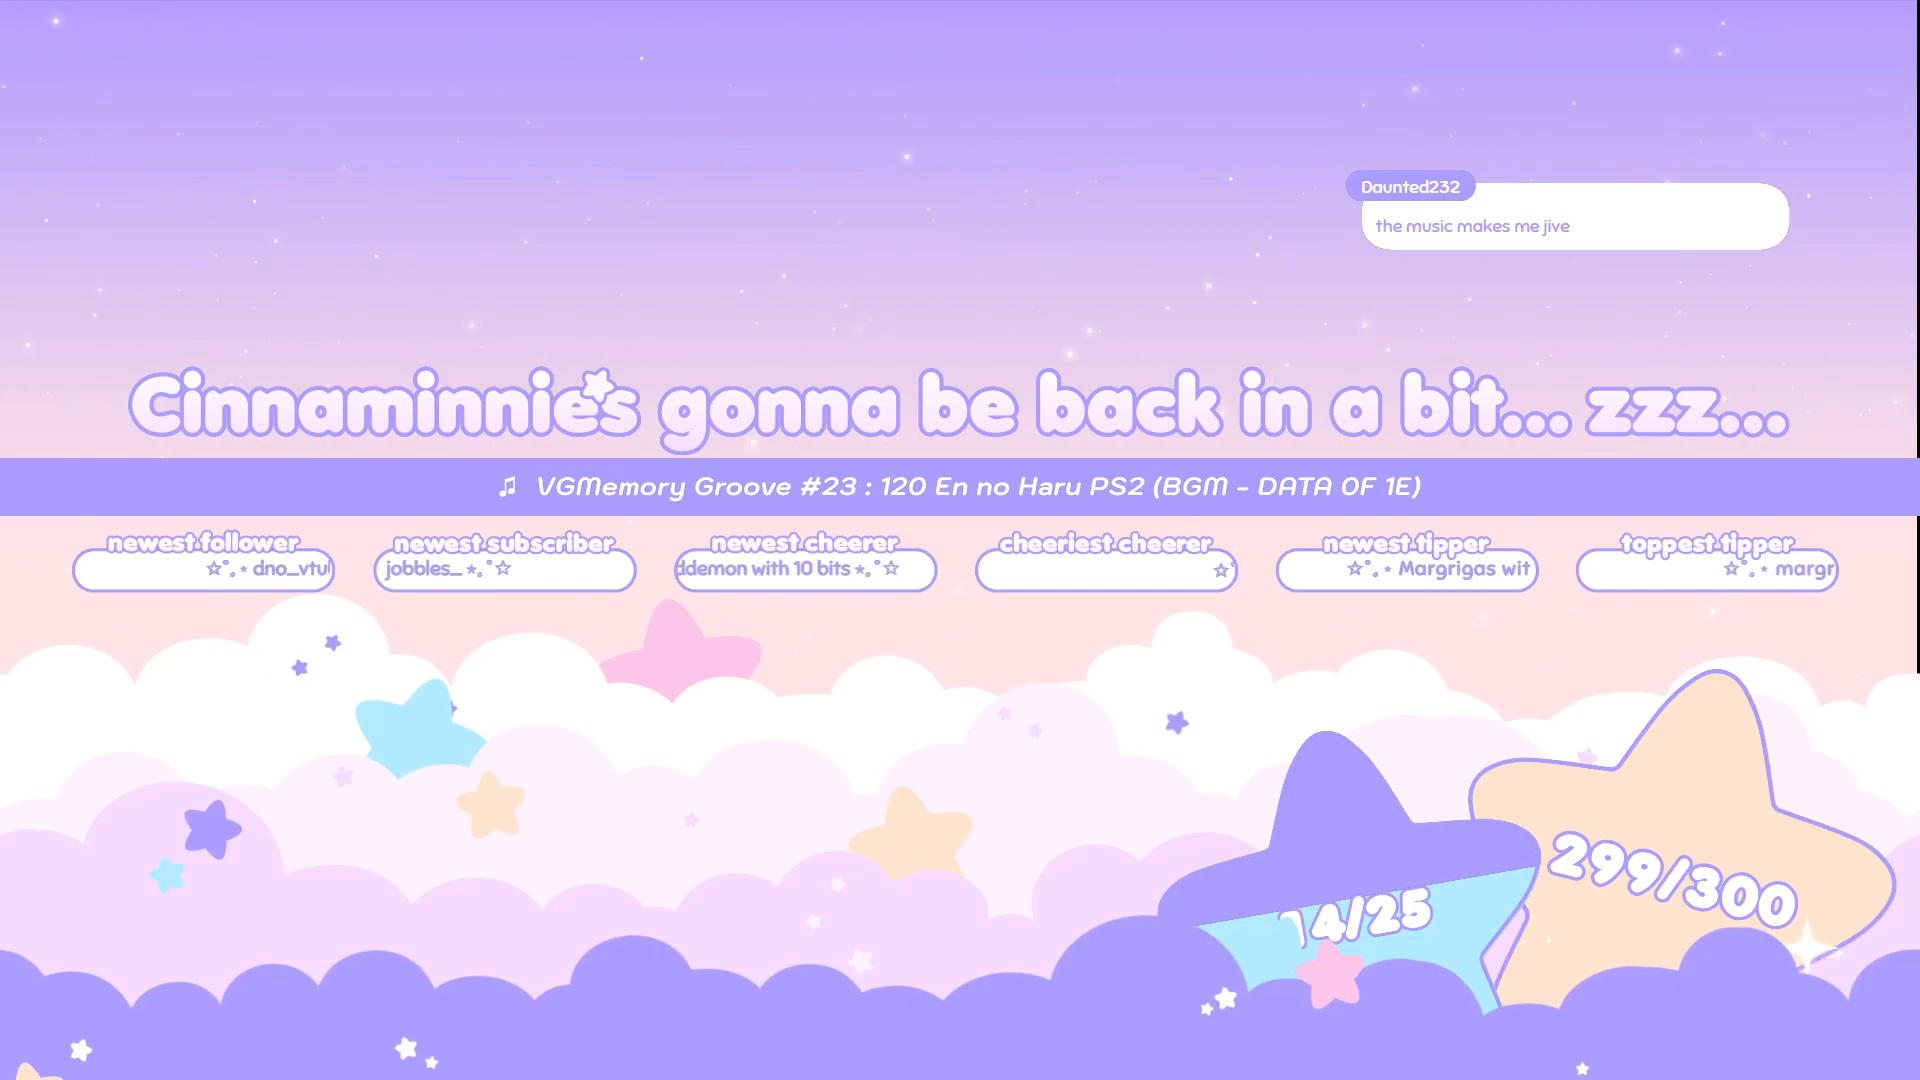 Daunted232
the music makes me jive
Cinnaminnie's gonna be back in a bit... zzz...
♫ VGMemory Groove #23 : 120 En no Haru PS2 (BGM - DATA OF 1E)
newest follower
☆˚｡⋆ dno_vtu
newest subscriber
jobbles_ ⋆｡˚☆
newest cheerer
ddemon with 10 bits ⋆｡˚☆
cheeriest cheerer
☆˚
newest tipper
☆˚｡⋆ Margrigas wit
toppest tipper
☆˚｡⋆ margr
14/25
299/300